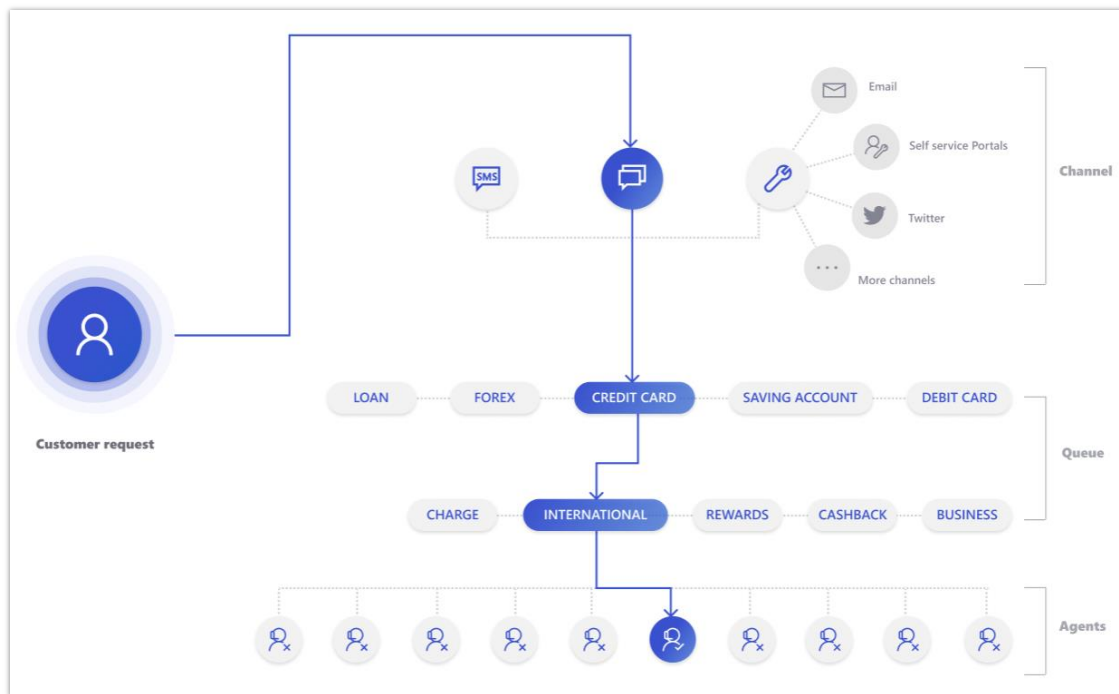 Email
SMS
Self service Portals
Channel
Twitter
More channels
LOAN
FOREX
CREDIT CARD
SAVING ACCOUNT
DEBIT CARD
Customer request
Queue
CHARGE
INTERNATIONAL
REWARDS
CASHBACK
BUSINESS
Agents